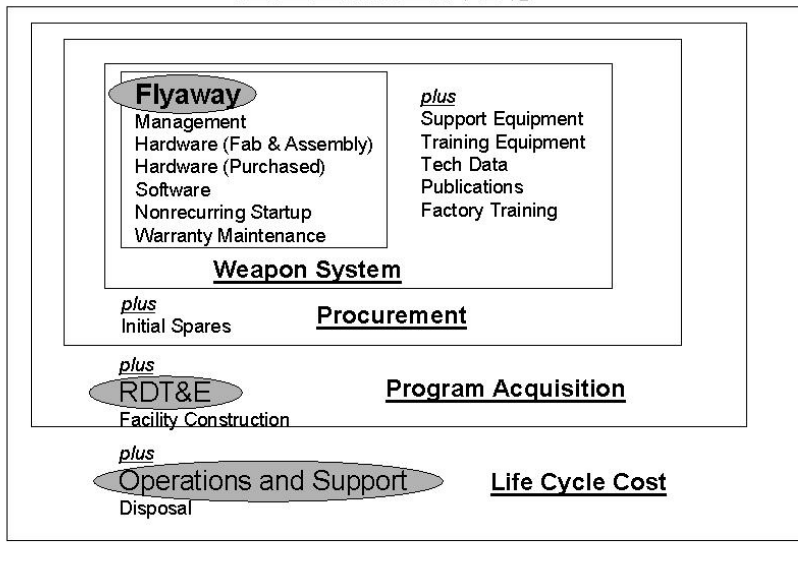 Flyaway
Management
Hardware (Fab & Assembly)
Hardware (Purchased)
Software
Nonrecurring Startup
Warranty Maintenance
plus
Support Equipment
Training Equipment
Tech Data
Publications
Factory Training
Weapon System
plus
Initial Spares
Procurement
plus
RDT&E
Facility Construction
Program Acquisition
plus
Operations and Support
Disposal
Life Cycle Cost